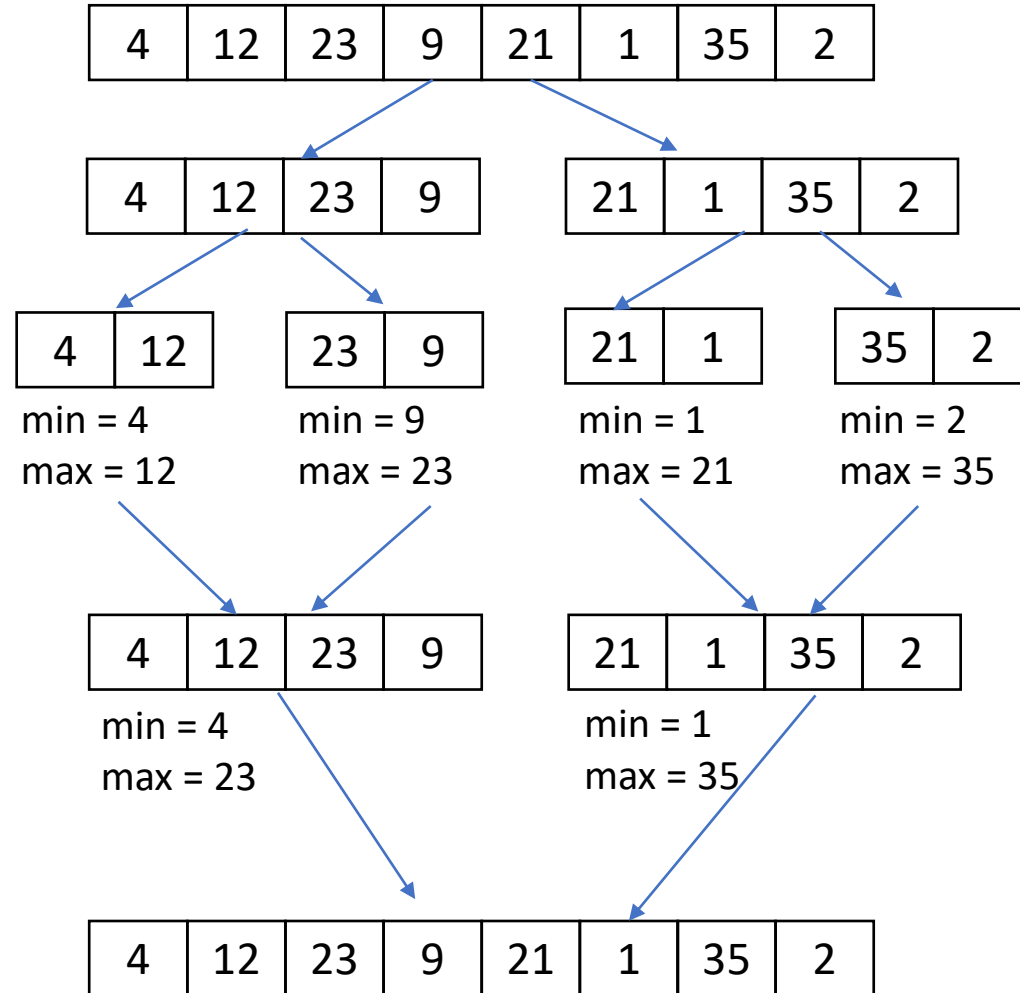 4 12 23 9 21 1 35 2
4 12 23 9 21 1 35 2
4 12 23 9 21 1 35 2
min = 4 min = 9 min = 1 min = 2
max = 12 max = 23 max = 21 max = 35
4 12 23 9 21 1 35 2
min = 4 min = 1
max = 23 max = 35
4 12 23 9 21 1 35 2